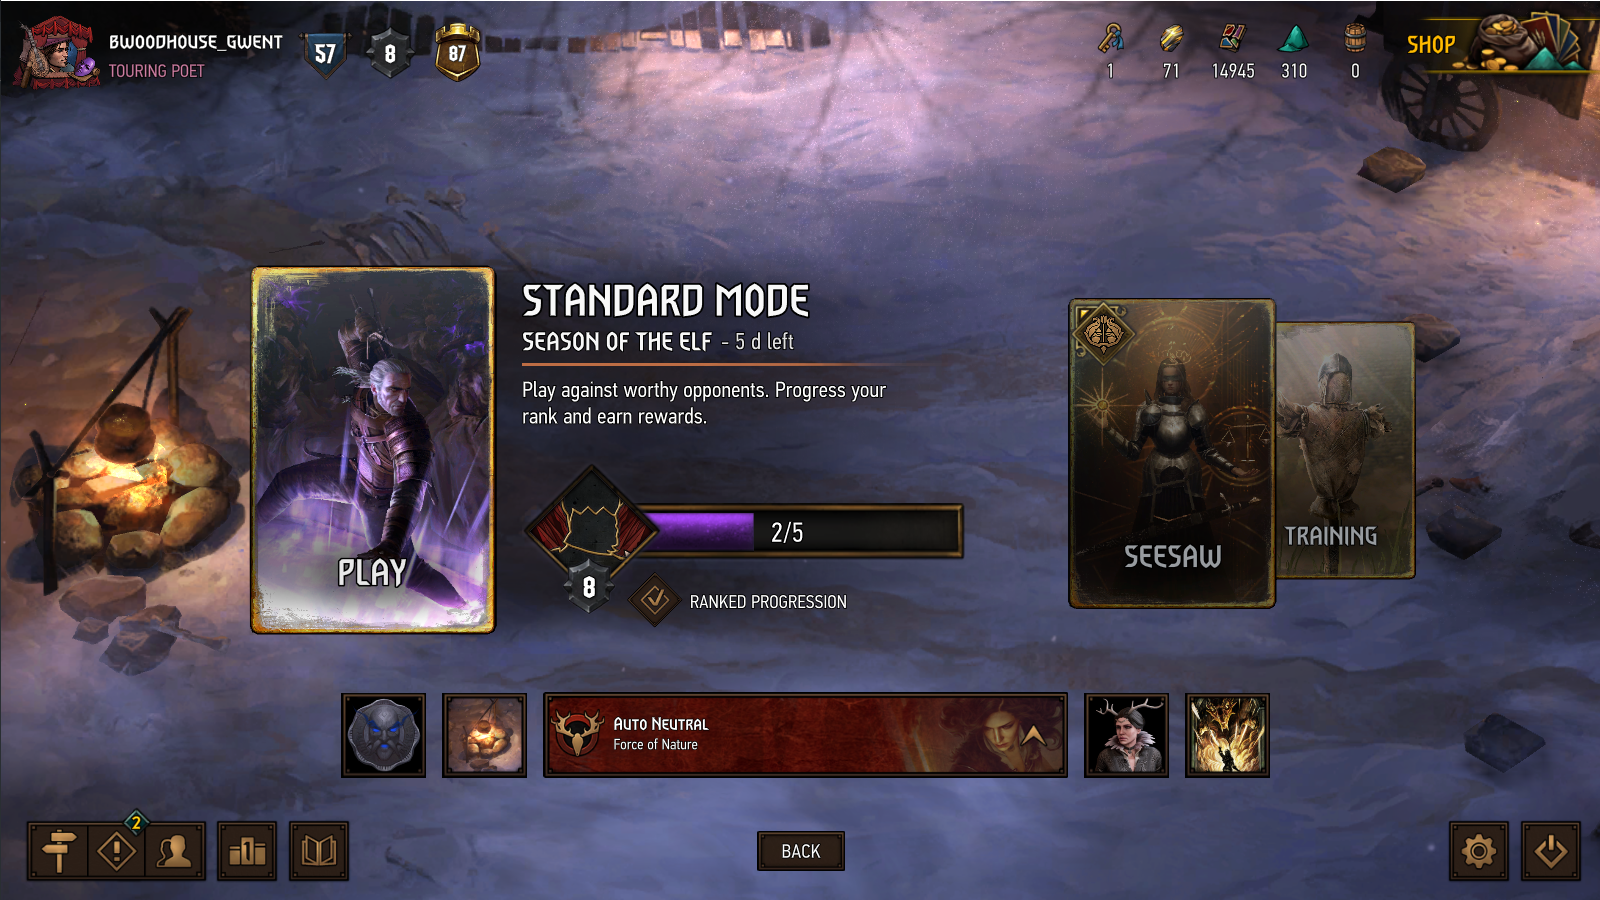 BWOODHOUSE_GWENT
TOURING POET
57
8
87
1
71
14945
310
0
SHOP
STANDARD MODE
SEASON OF THE ELF - 5 d left
Play against worthy opponents. Progress your
rank and earn rewards.
2/5
8
RANKED PROGRESSION
PLAY
SEESAW
TRAINING
AUTO NEUTRAL
Force of Nature
2
1
BACK